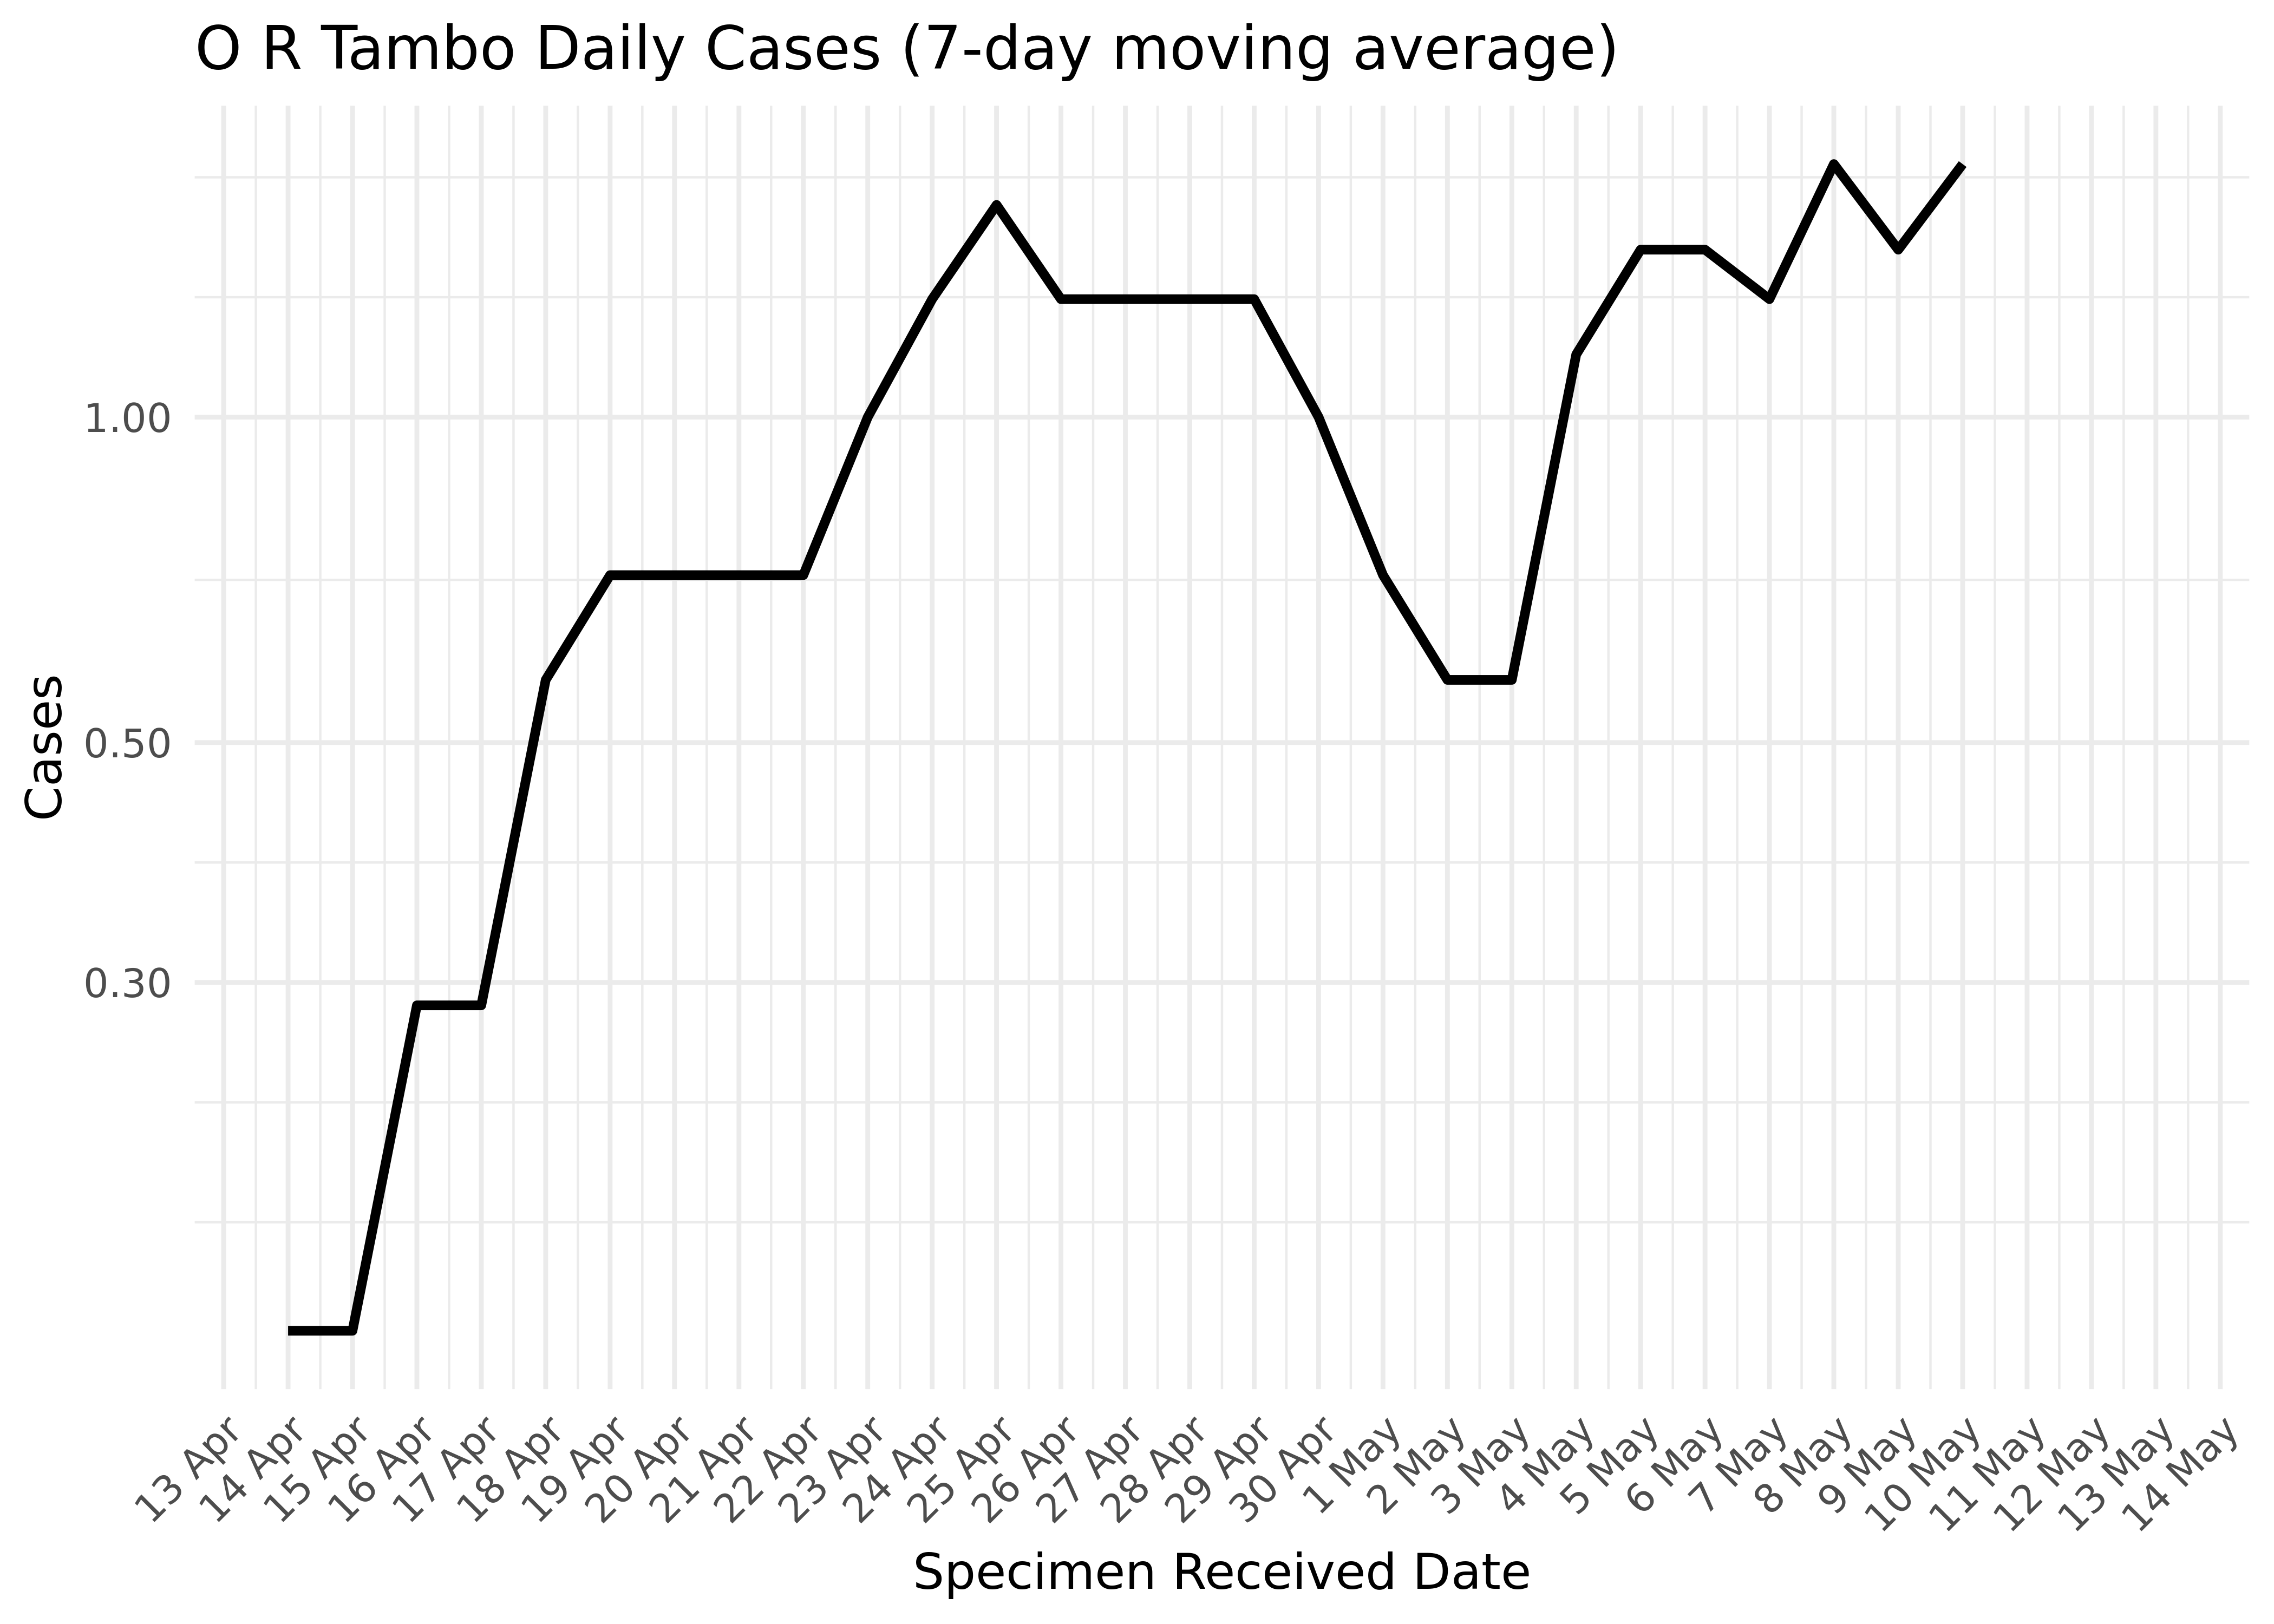 O R Tambo Daily Cases (7-day moving average)
Cases
1.00
0.50
0.30
13 Apr
14 Apr
15 Apr
16 Apr
17 Apr
18 Apr
19 Apr
20 Apr
21 Apr
22 Apr
23 Apr
24 Apr
25 Apr
26 Apr
27 Apr
28 Apr
29 Apr
30 Apr
1 May
2 May
3 May
4 May
5 May
6 May
7 May
8 May
9 May
10 May
11 May
12 May
13 May
14 May
Specimen Received Date